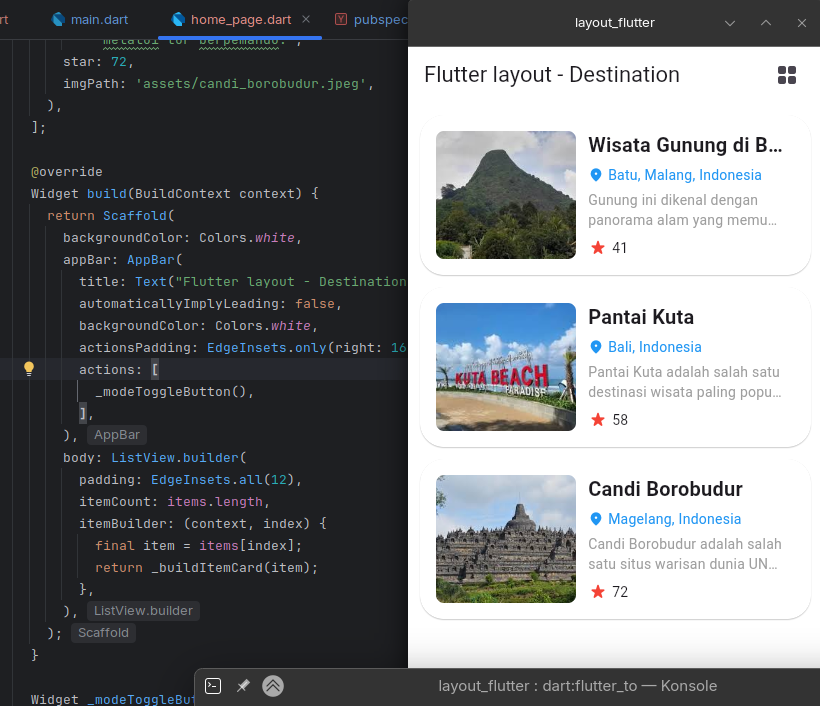 rt
main.dart
home_page.dart
pubspec
star: 72,
imgPath: 'assets/candi_borobudur.jpeg',
),
];
@override
Widget build(BuildContext context) {
return Scaffold(
backgroundColor: Colors.white,
appBar: AppBar(
title: Text("Flutter layout - Destination
automaticallyImplyLeading: false,
backgroundColor: Colors.white,
actionsPadding: EdgeInsets.only(right: 16
actions: [
_modeToggleButton(),
],
), AppBar
body: ListView.builder(
padding: EdgeInsets.all(12),
itemCount: items.length,
itemBuilder: (context, index) {
final item = items[index];
return _buildItemCard(item);
},
), ListView.builder
); Scaffold
}
Widget _modeToggleBut
layout_flutter
Flutter layout - Destination
Wisata Gunung di B...
Batu, Malang, Indonesia
Gunung ini dikenal dengan
panorama alam yang memu...
41
KUTA BEACH
PARADISE
Pantai Kuta
Bali, Indonesia
Pantai Kuta adalah salah satu
destinasi wisata paling popu...
58
Candi Borobudur
Magelang, Indonesia
Candi Borobudur adalah salah
satu situs warisan dunia UN...
72
layout_flutter : dart:flutter_to — Konsole